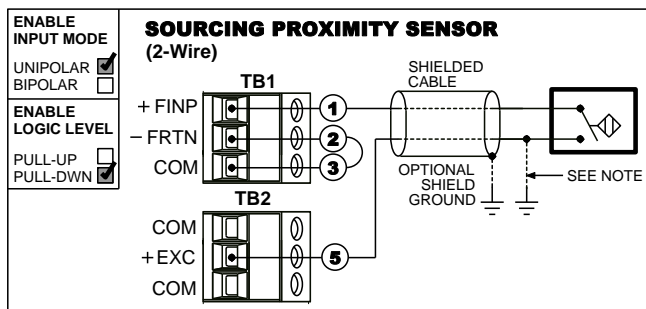 ENABLE
INPUT MODE
UNIPOLAR
BIPOLAR
ENABLE
LOGIC LEVEL
PULL-UP
PULL-DWN
SOURCING PROXIMITY SENSOR
(2-Wire)
TB1
+ FINP
− FRTN
COM
1
2
3
SHIELDED
CABLE
OPTIONAL
SHIELD
GROUND
SEE NOTE
TB2
COM
+ EXC
COM
5